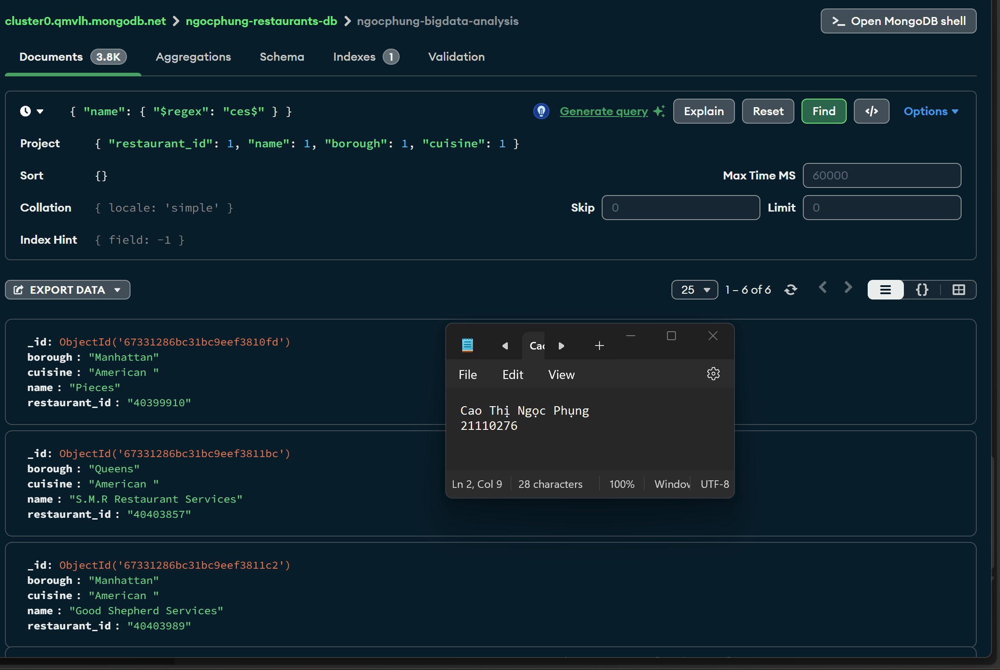 cluster0.qmvlh.mongodb.net > ngocphung-restaurants-db > ngocphung-bigdata-analysis
>_ Open MongoDB shell
Documents 3.8K Aggregations Schema Indexes 1 Validation
{ "name": { "$regex": "ces$" } }
Generate query Explain Reset Find </> Options
Project { "restaurant_id": 1, "name": 1, "borough": 1, "cuisine": 1 }
Sort {} Max Time MS 60000
Collation { locale: 'simple' } Skip 0 Limit 0
Index Hint { field: -1 }
EXPORT DATA 25 1 – 6 of 6 {}
_id: ObjectId('67331286bc31bc9eef3810fd')
borough : "Manhattan"
cuisine : "American "
name : "Pieces"
restaurant_id : "40399910"
_id: ObjectId('67331286bc31bc9eef3811bc')
borough : "Queens"
cuisine : "American "
name : "S.M.R Restaurant Services"
restaurant_id : "40403857"
_id: ObjectId('67331286bc31bc9eef3811c2')
borough : "Manhattan"
cuisine : "American "
name : "Good Shepherd Services"
restaurant_id : "40403989"
File Edit View
Cao Thị Ngọc Phụng
21110276
Ln 2, Col 9 28 characters 100% UTF-8